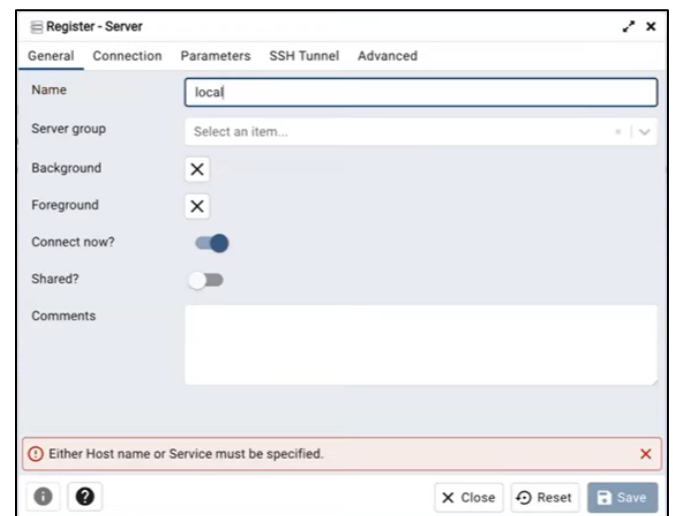 Register - Server
General Connection Parameters SSH Tunnel Advanced
Name local
Server group Select an item...
Background
Foreground
Connect now?
Shared?
Comments
Either Host name or Service must be specified.
Close Reset Save